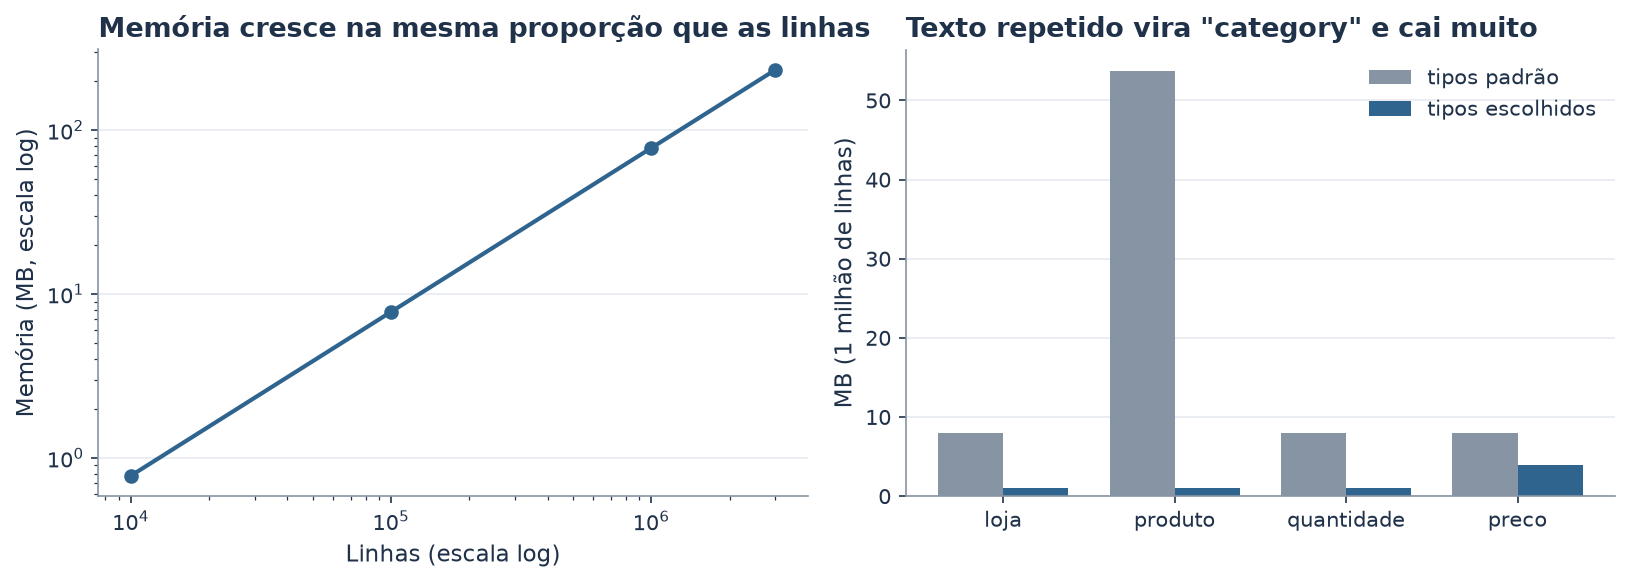 Memória cresce na mesma proporção que as linhas
Memória (MB, escala log)
10²
10¹
10⁰
10⁴
10⁵
10⁶
Linhas (escala log)
Texto repetido vira "category" e cai muito
tipos padrão
tipos escolhidos
MB (1 milhão de linhas)
50
40
30
20
10
0
loja
produto
quantidade
preco